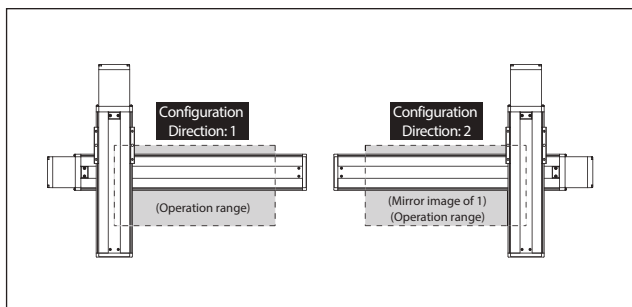 Configuration
Direction: 1
Configuration
Direction: 2
(Operation range)
(Mirror image of 1)
(Operation range)